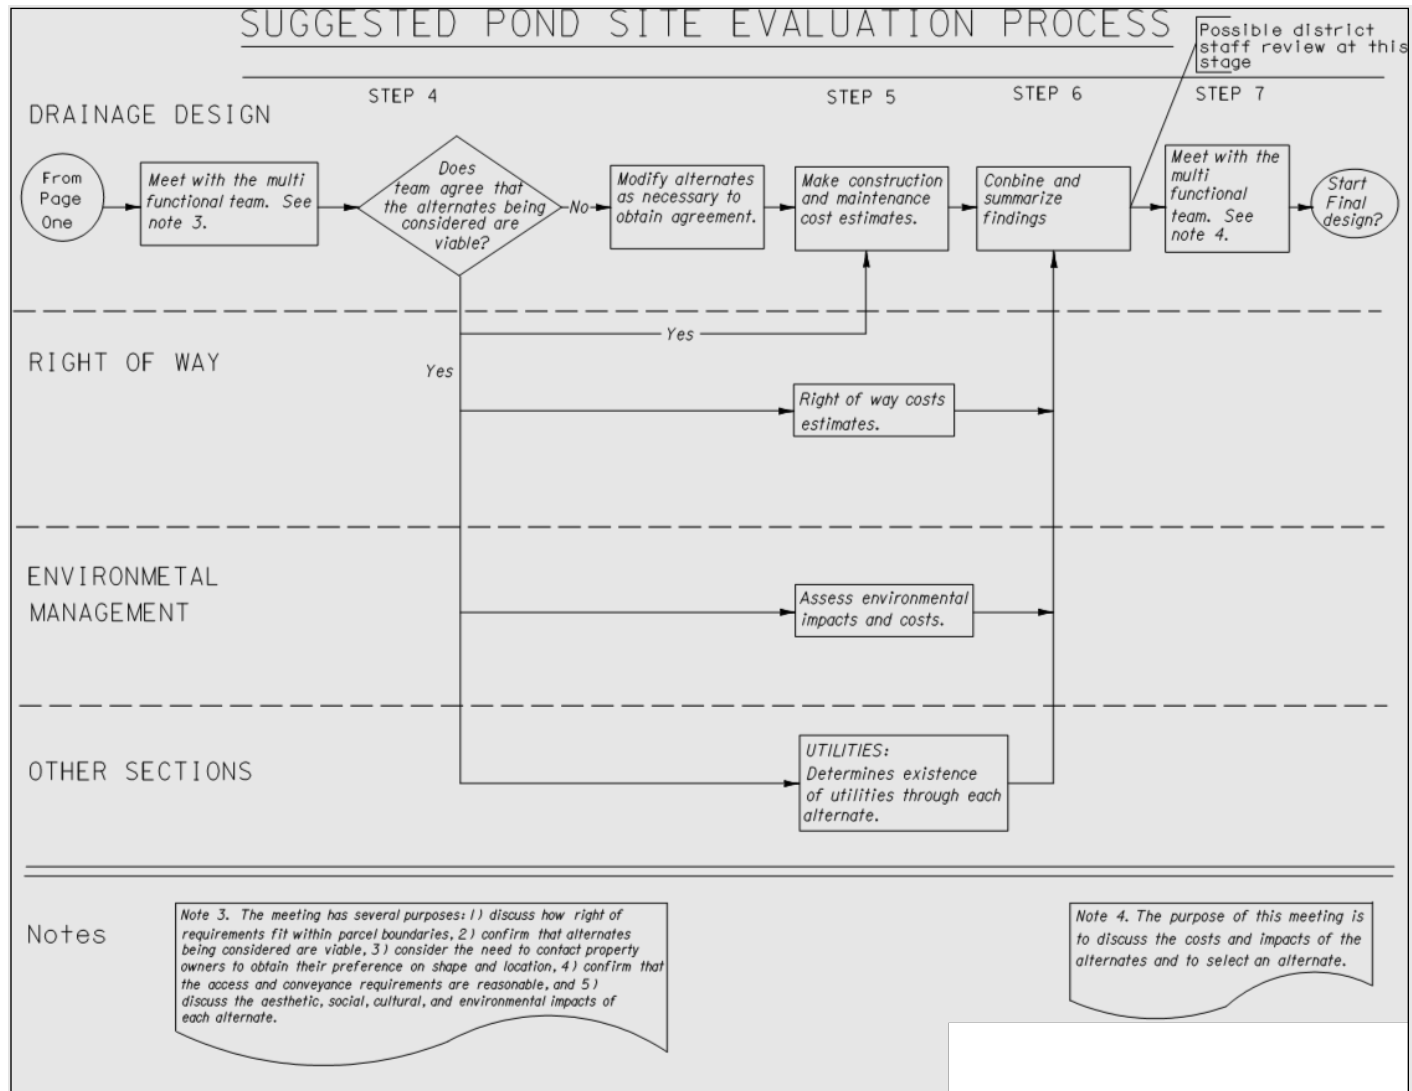 SUGGESTED POND SITE EVALUATION PROCESS
Possible district
staff review at this
stage
STEP 4
STEP 5
STEP 6
STEP 7
DRAINAGE DESIGN
From
Page
One
Meet with the multi
functional team. See
note 3.
Does
team agree that
the alternates being
considered are
viable?
No
Modify alternates
as necessary to
obtain agreement.
Make construction
and maintenance
cost estimates.
Conbine and
summarize
findings
Meet with the
multi
functional
team. See
note 4.
Start
Final
design?
Yes
RIGHT OF WAY
Yes
Right of way costs
estimates.
ENVIRONMETAL
MANAGEMENT
Assess environmental
impacts and costs.
OTHER SECTIONS
UTILITIES:
Determines existence
of utilities through each
alternate.
Notes
Note 3. The meeting has several purposes: 1) discuss how right of
requirements fit within parcel boundaries, 2) confirm that alternates
being considered are viable, 3) consider the need to contact property
owners to obtain their preference on shape and location, 4) confirm that
the access and conveyance requirements are reasonable, and 5)
discuss the aesthetic, social, cultural, and environmental impacts of
each alternate.
Note 4. The purpose of this meeting is
to discuss the costs and impacts of the
alternates and to select an alternate.